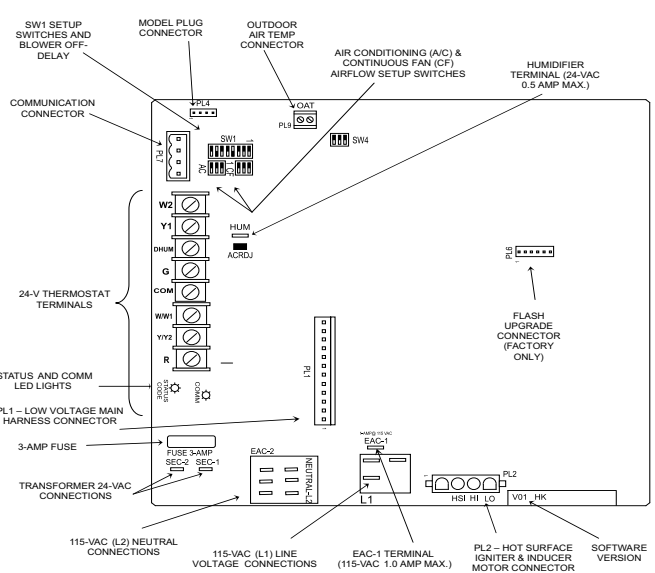 SW1 SETUP
SWITCHES AND
BLOWER OFF-
DELAY
MODEL PLUG
CONNECTOR
OUTDOOR
AIR TEMP
CONNECTOR
AIR CONDITIONING (A/C) &
CONTINUOUS FAN (CF)
AIRFLOW SETUP SWITCHES
HUMIDIFIER
TERMINAL (24-VAC
0.5 AMP MAX.)
COMMUNICATION
CONNECTOR
PL4
OAT
PL9
SW4
SW1
PL7
AC
CF
W2
Y1
DHUM
G
COM
W/W1
Y/Y2
R
HUM
ACRDJ
PL6
24-V THERMOSTAT
TERMINALS
FLASH
UPGRADE
CONNECTOR
(FACTORY
ONLY)
PL1
STATUS AND COMM
LED LIGHTS
STATUS
CODE
COMM
PL1 – LOW VOLTAGE MAIN
HARNESS CONNECTOR
3-AMP FUSE
FUSE 3-AMP
SEC-2 SEC-1
TRANSFORMER 24-VAC
CONNECTIONS
EAC-2
NEUTRAL-L2
1-AMP@ 115 VAC
EAC-1
L1
PL2
HSI HI LO
V01 HK
115-VAC (L2) NEUTRAL
CONNECTIONS
115-VAC (L1) LINE
VOLTAGE CONNECTIONS
EAC-1 TERMINAL
(115-VAC 1.0 AMP MAX.)
PL2 – HOT SURFACE
IGNITER & INDUCER
MOTOR CONNECTOR
SOFTWARE
VERSION